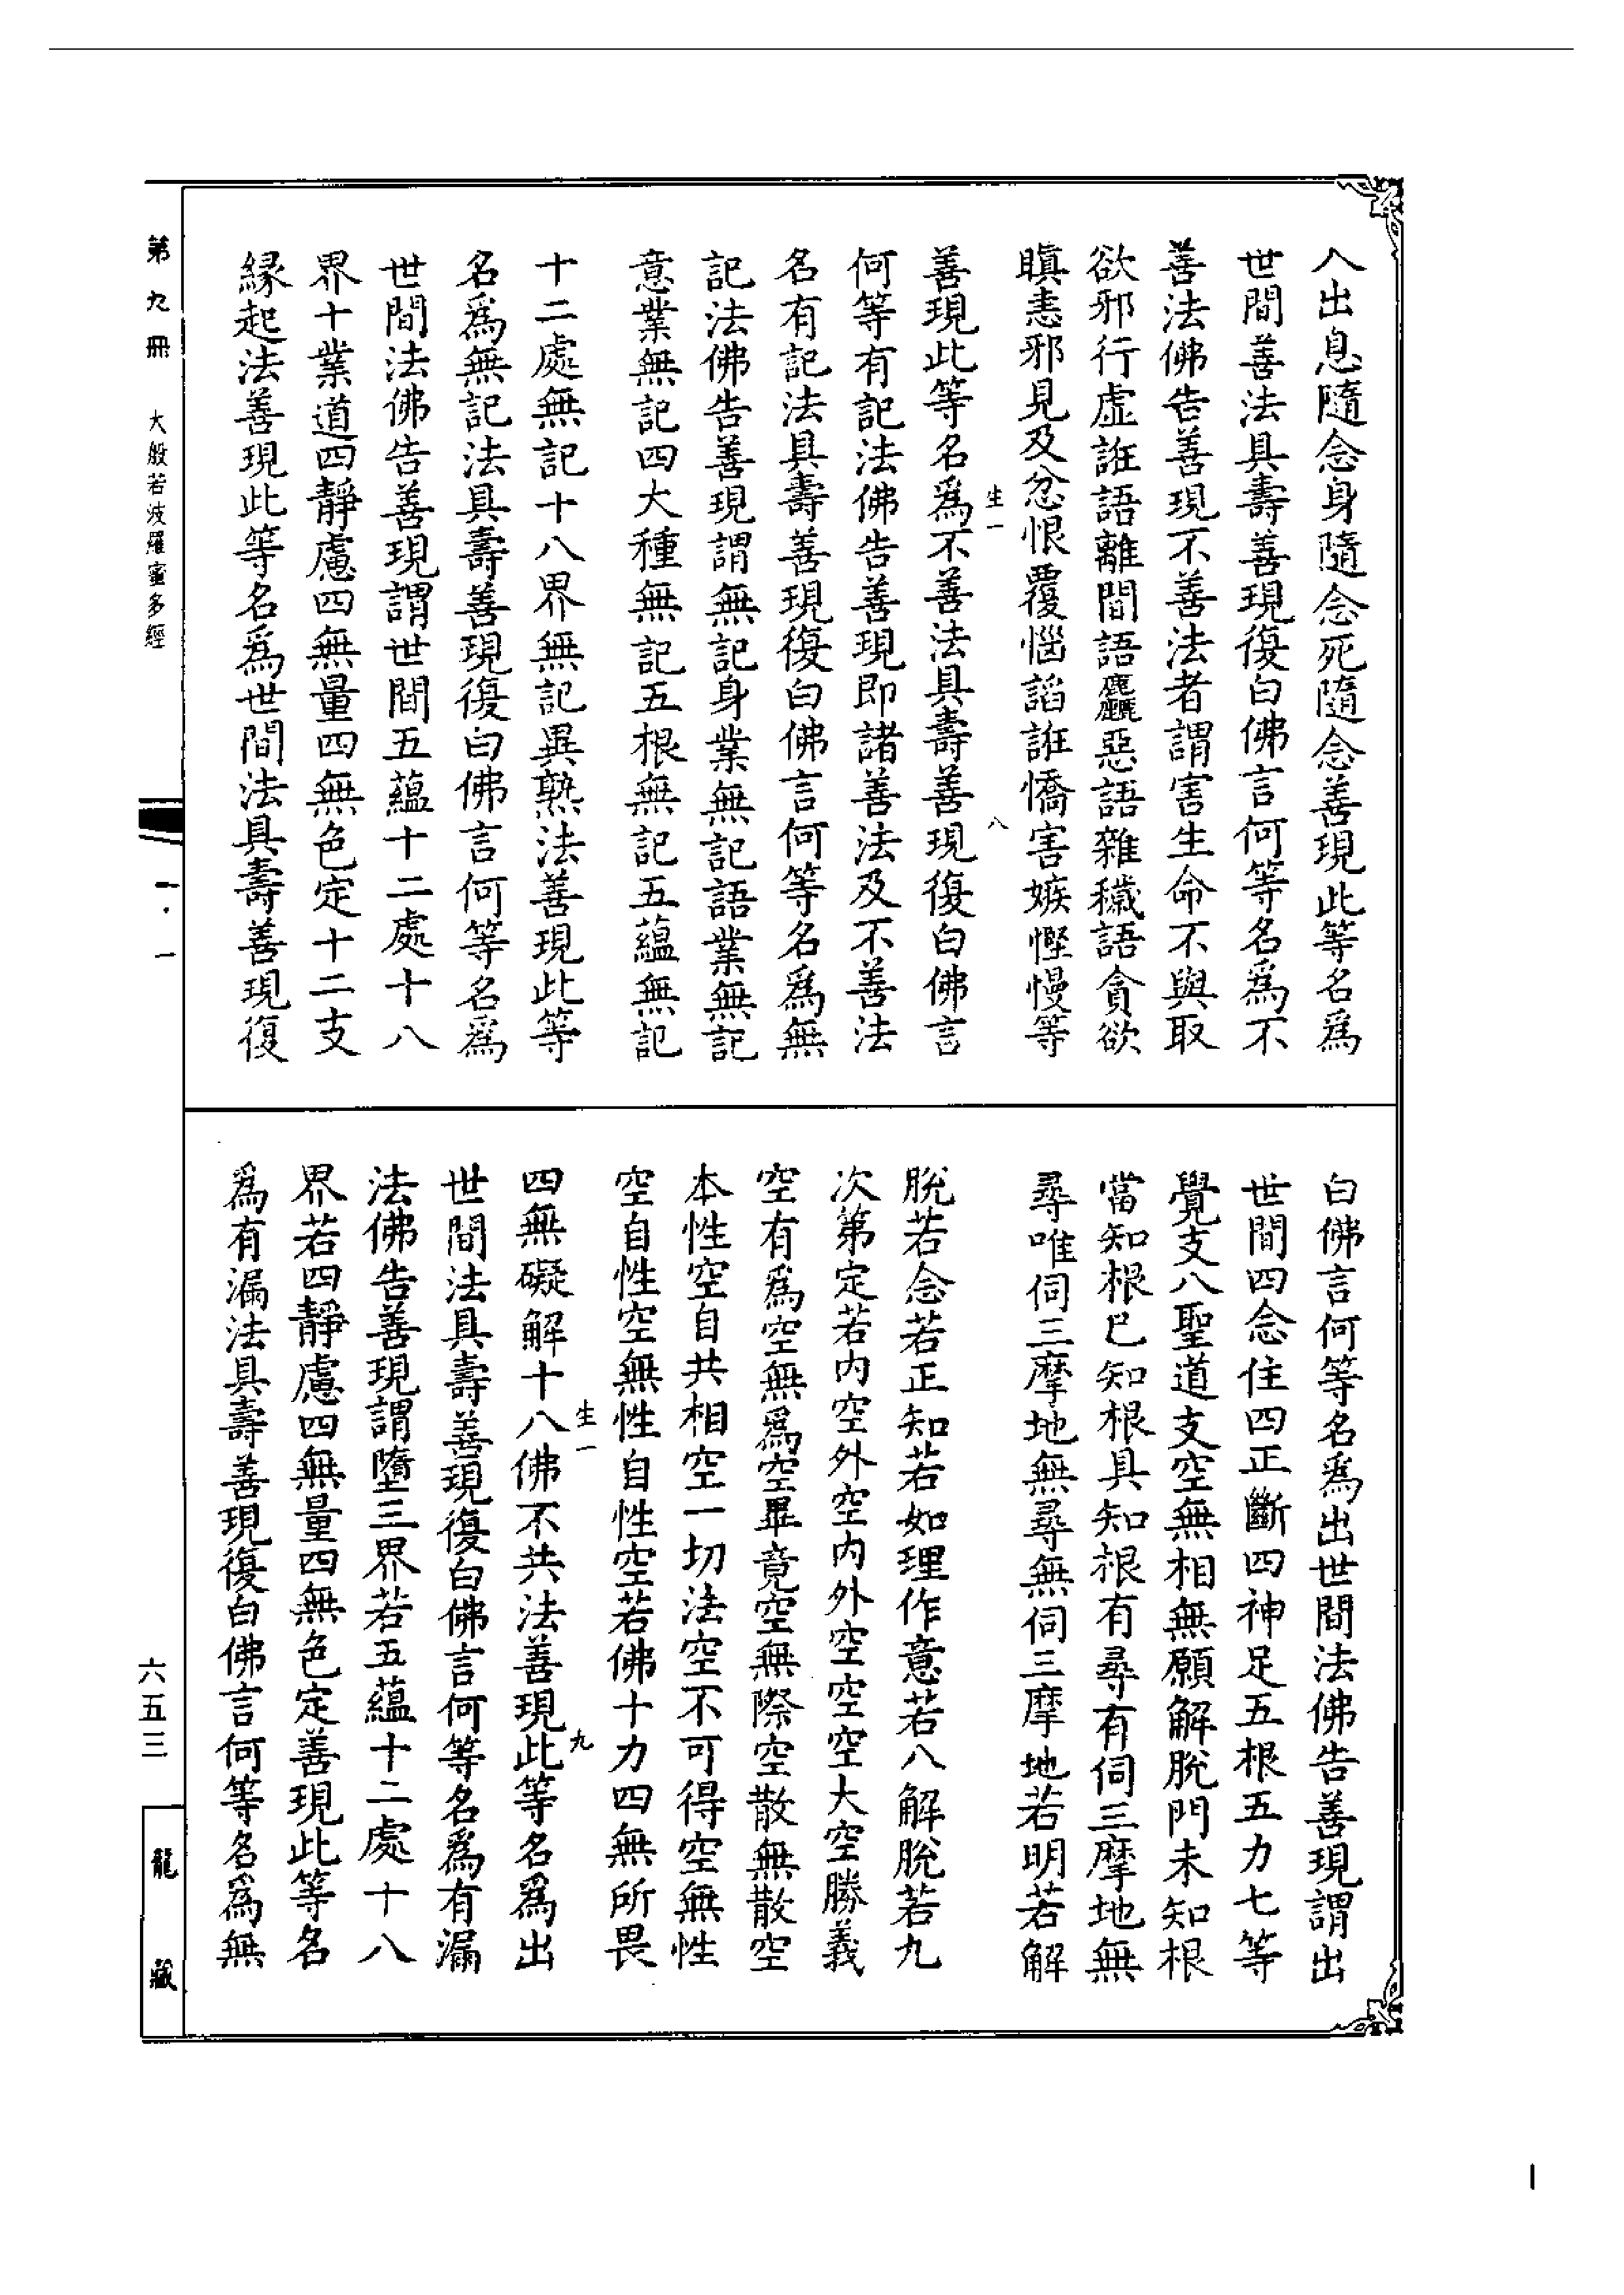 入出息隨念身隨念死隨念善現此等名爲
世間善法具壽善現復白佛言何等名爲不
善法佛告善現不善法者謂害生命不與取
欲邪行虛誑語離間語麤惡語雜穢語貪欲
瞋恚邪見及忿恨覆惱諂誑憍害嫉慳慢等
生一
八
善現此等名爲不善法具壽善現復白佛言
何等有記法佛告善現即諸善法及不善法
名有記法具壽善現復白佛言何等名爲無
記法佛告善現謂無記身業無記語業無記
意業無記四大種無記五根無記五蘊無記
十二處無記十八界無記異熟法善現此等
名爲無記法具壽善現復白佛言何等名爲
世間法佛告善現謂世間五蘊十二處十八
界十業道四靜慮四無量四無色定十二支
緣起法善現此等名爲世間法具壽善現復
白佛言何等名爲出世間法佛告善現謂出
世間四念住四正斷四神足五根五力七等
覺支八聖道支空無相無願解脫門未知根
當知根已知根具知根有尋有伺三摩地無
尋唯伺三摩地無尋無伺三摩地若明若解
脫若念若正知若如理作意若八解脫若九
次第定若內空外空內外空空空大空勝義
空有爲空無爲空畢竟空無際空散無散空
本性空自共相空一切法空不可得空無性
空自性空無性自性空若佛十力四無所畏
生一
九
四無礙解十八佛不共法善現此等名爲出
世間法具壽善現復白佛言何等名爲有漏
法佛告善現謂墮三界若五蘊十二處十八
界若四靜慮四無量四無色定善現此等名
爲有漏法具壽善現復白佛言何等名爲無
第九冊
大般若波羅蜜多經
一·一
六五三
龍藏